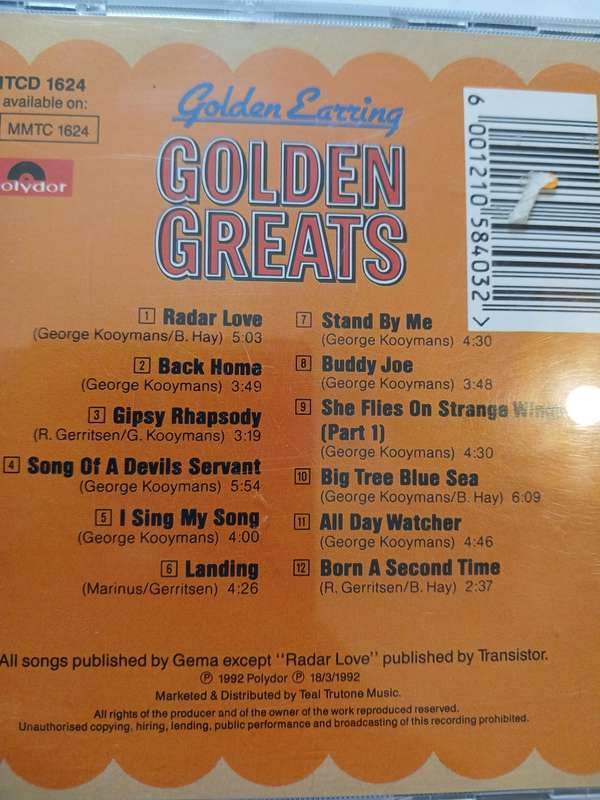 TCD 1624
available on:
MMTC 1624
olydor
Golden Earring
GOLDEN
GREATS
6 001210 584032 >
1 Radar Love
(George Kooymans/B. Hay) 5:03
2 Back Home
(George Kooymans) 3:49
3 Gipsy Rhapsody
(R. Gerritsen/G. Kooymans) 3:19
4 Song Of A Devils Servant
(George Kooymans) 5:54
5 I Sing My Song
(George Kooymans) 4:00
6 Landing
(Marinus/Gerritsen) 4:26
7 Stand By Me
(George Kooymans) 4:30
8 Buddy Joe
(George Kooymans) 3:48
9 She Flies On Strange Wings
(Part 1)
(George Kooymans) 4:30
10 Big Tree Blue Sea
(George Kooymans/B. Hay) 6:09
11 All Day Watcher
(George Kooymans) 4:46
12 Born A Second Time
(R. Gerritsen/B. Hay) 2:37
All songs published by Gema except "Radar Love" published by Transistor.
℗ 1992 Polydor ℗ 18/3/1992
Marketed & Distributed by Teal Trutone Music.
All rights of the producer and of the owner of the work reproduced reserved.
Unauthorised copying, hiring, lending, public performance and broadcasting of this recording prohibited.